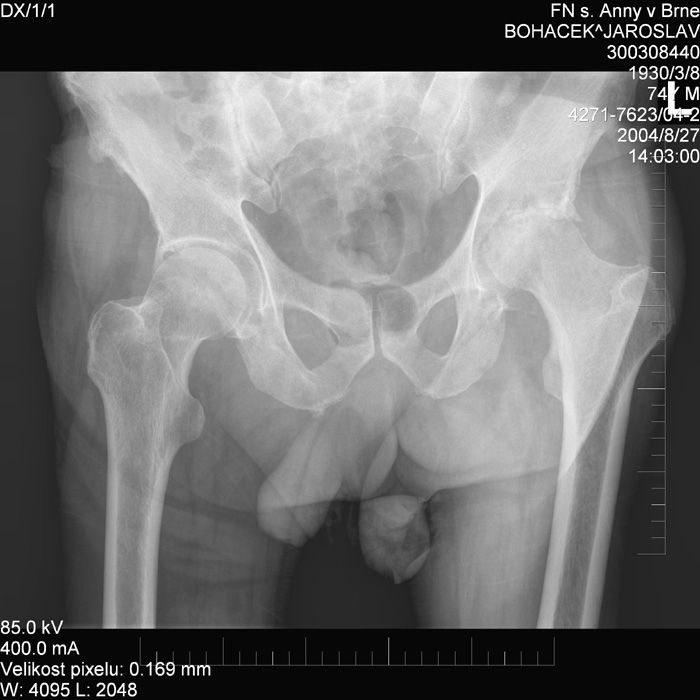 DX/1/1
FN s. Anny v Brne
BOHACEK^JAROSLAV
300308440
1930/3/8
74Y M
L
4271-7623/04-2
2004/8/27
14:03:00
85.0 kV
400.0 mA
Velikost pixelu: 0.169 mm
W: 4095 L: 2048